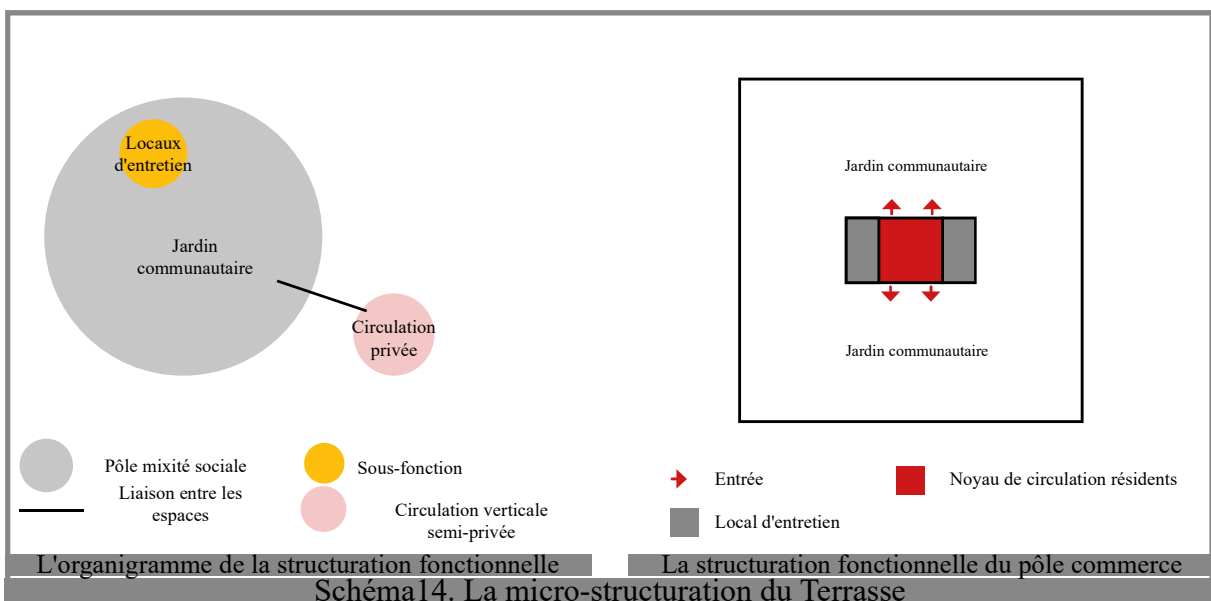 Locaux
d'entretien
Jardin
communautaire
Circulation
privée
Jardin communautaire
Jardin communautaire
Pôle mixité sociale
Liaison entre les
espaces
Sous-fonction
Circulation verticale
semi-privée
Entrée
Noyau de circulation résidents
Local d'entretien
L'organigramme de la structuration fonctionnelle
La structuration fonctionnelle du pôle commerce
Schéma14. La micro-structuration du Terrasse